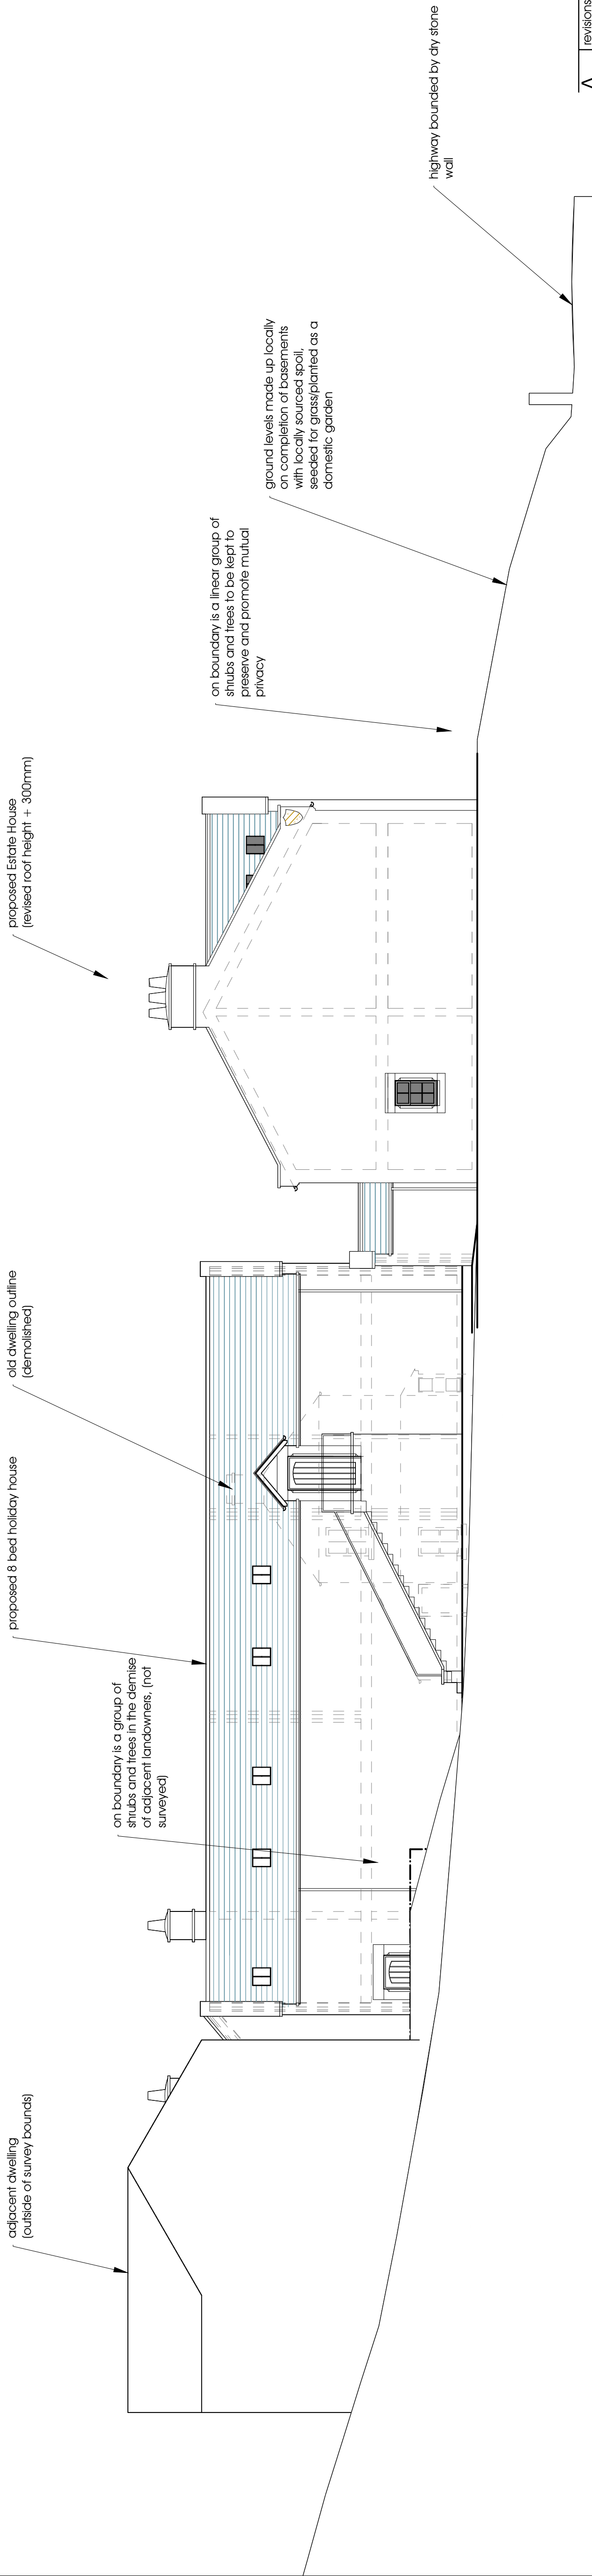 adjacent dwelling
(outside of survey bounds)
on boundary is a group of
shrubs and trees in the demise
of adjacent landowners, (not
surveyed)
proposed 8 bed holiday house
old dwelling outline
(demolished)
proposed Estate House
(revised roof height + 300mm)
on boundary is a linear group of
shrubs and trees to be kept to
preserve and promote mutual
privacy
ground levels made up locally
on completion of basements
with locally sourced spoil,
seeded for grass/planted as a
domestic garden
highway bounded by dry stone
wall
revisions